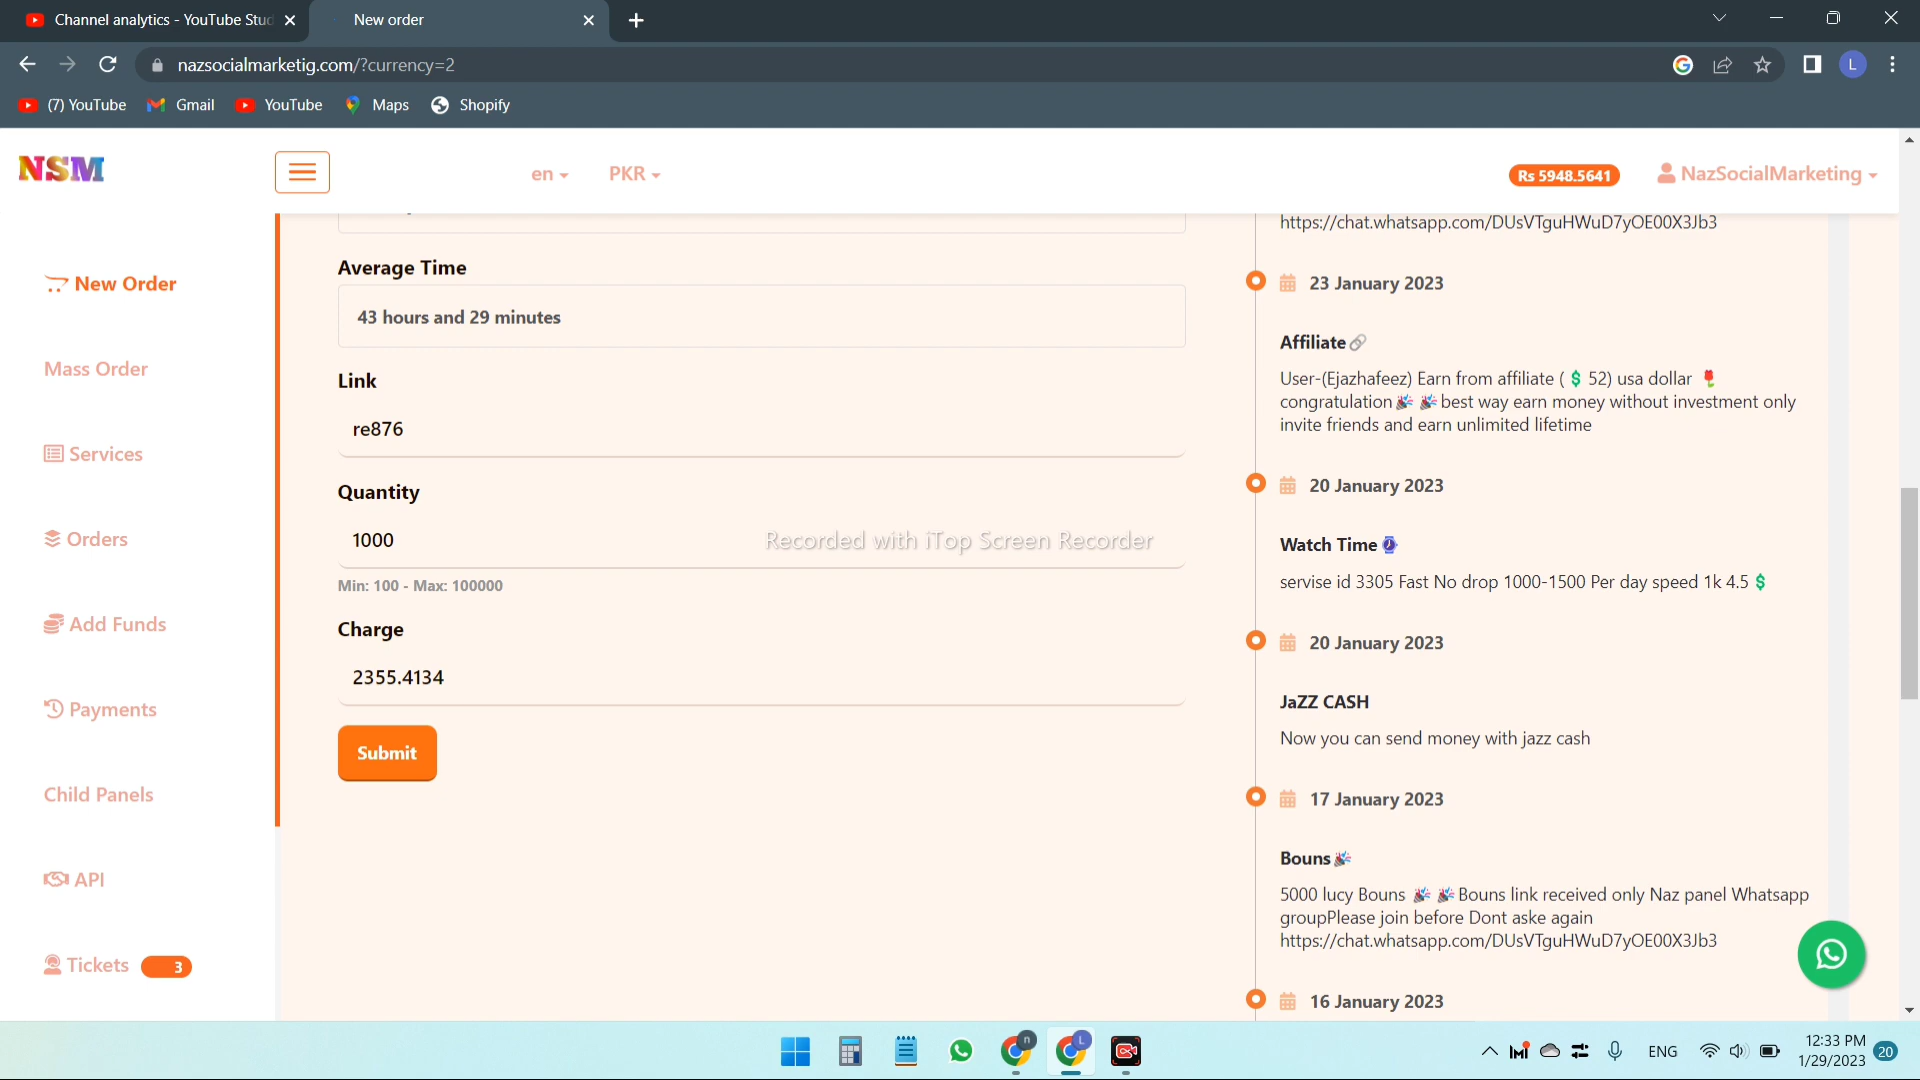 Channel analytics - YouTube Stud
New order
nazsocialmarketig.com/?currency=2
L
(7) YouTube
Gmail
YouTube
Maps
Shopify
NSM
en
PKR
Rs 5948.5641
NazSocialMarketing
New Order
Mass Order
Services
Orders
Add Funds
Payments
Child Panels
API
Tickets 3
Average Time
43 hours and 29 minutes
Link
re876
Quantity
1000
Min: 100 - Max: 100000
Charge
2355.4134
Submit
Recorded with iTop Screen Recorder
https://chat.whatsapp.com/DUsVTguHWuD7yOE00X3Jb3
23 January 2023
Affiliate🔗
User-(Ejazhafeez) Earn from affiliate ( 💲 52) usa dollar 🌷
congratulation🎉 🎉best way earn money without investment only
invite friends and earn unlimited lifetime
20 January 2023
Watch Time⌚
servise id 3305 Fast No drop 1000-1500 Per day speed 1k 4.5 💲
20 January 2023
JaZZ CASH
Now you can send money with jazz cash
17 January 2023
Bouns🎉
5000 lucy Bouns 🎉 🎉Bouns link received only Naz panel Whatsapp
groupPlease join before Dont aske again
https://chat.whatsapp.com/DUsVTguHWuD7yOE00X3Jb3
16 January 2023
n
L
ENG
12:33 PM
1/29/2023
20